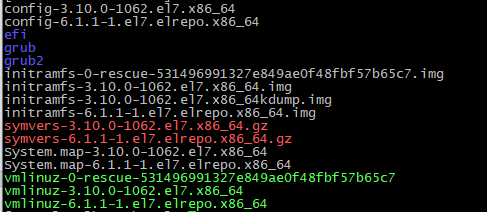 config-3.10.0-1062.el7.x86_64
config-6.1.1-1.el7.elrepo.x86_64
efi
grub
grub2
initramfs-0-rescue-531496991327e849ae0f48fbf57b65c7.img
initramfs-3.10.0-1062.el7.x86_64.img
initramfs-3.10.0-1062.el7.x86_64kdump.img
initramfs-6.1.1-1.el7.elrepo.x86_64.img
symvers-3.10.0-1062.el7.x86_64.gz
symvers-6.1.1-1.el7.elrepo.x86_64.gz
System.map-3.10.0-1062.el7.x86_64
System.map-6.1.1-1.el7.elrepo.x86_64
vmlinuz-0-rescue-531496991327e849ae0f48fbf57b65c7
vmlinuz-3.10.0-1062.el7.x86_64
vmlinuz-6.1.1-1.el7.elrepo.x86_64